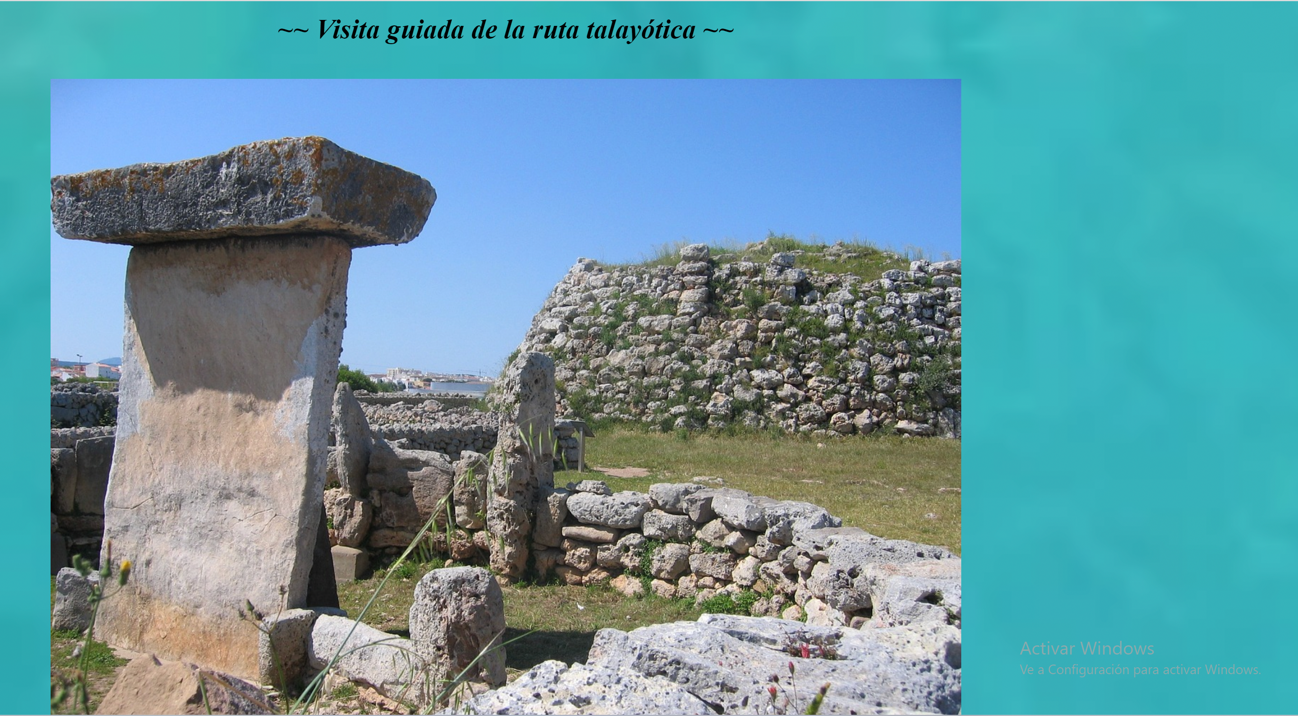 ~~ Visita guiada de la ruta talayótica ~~
Activar Windows
Ve a Configuración para activar Windows.